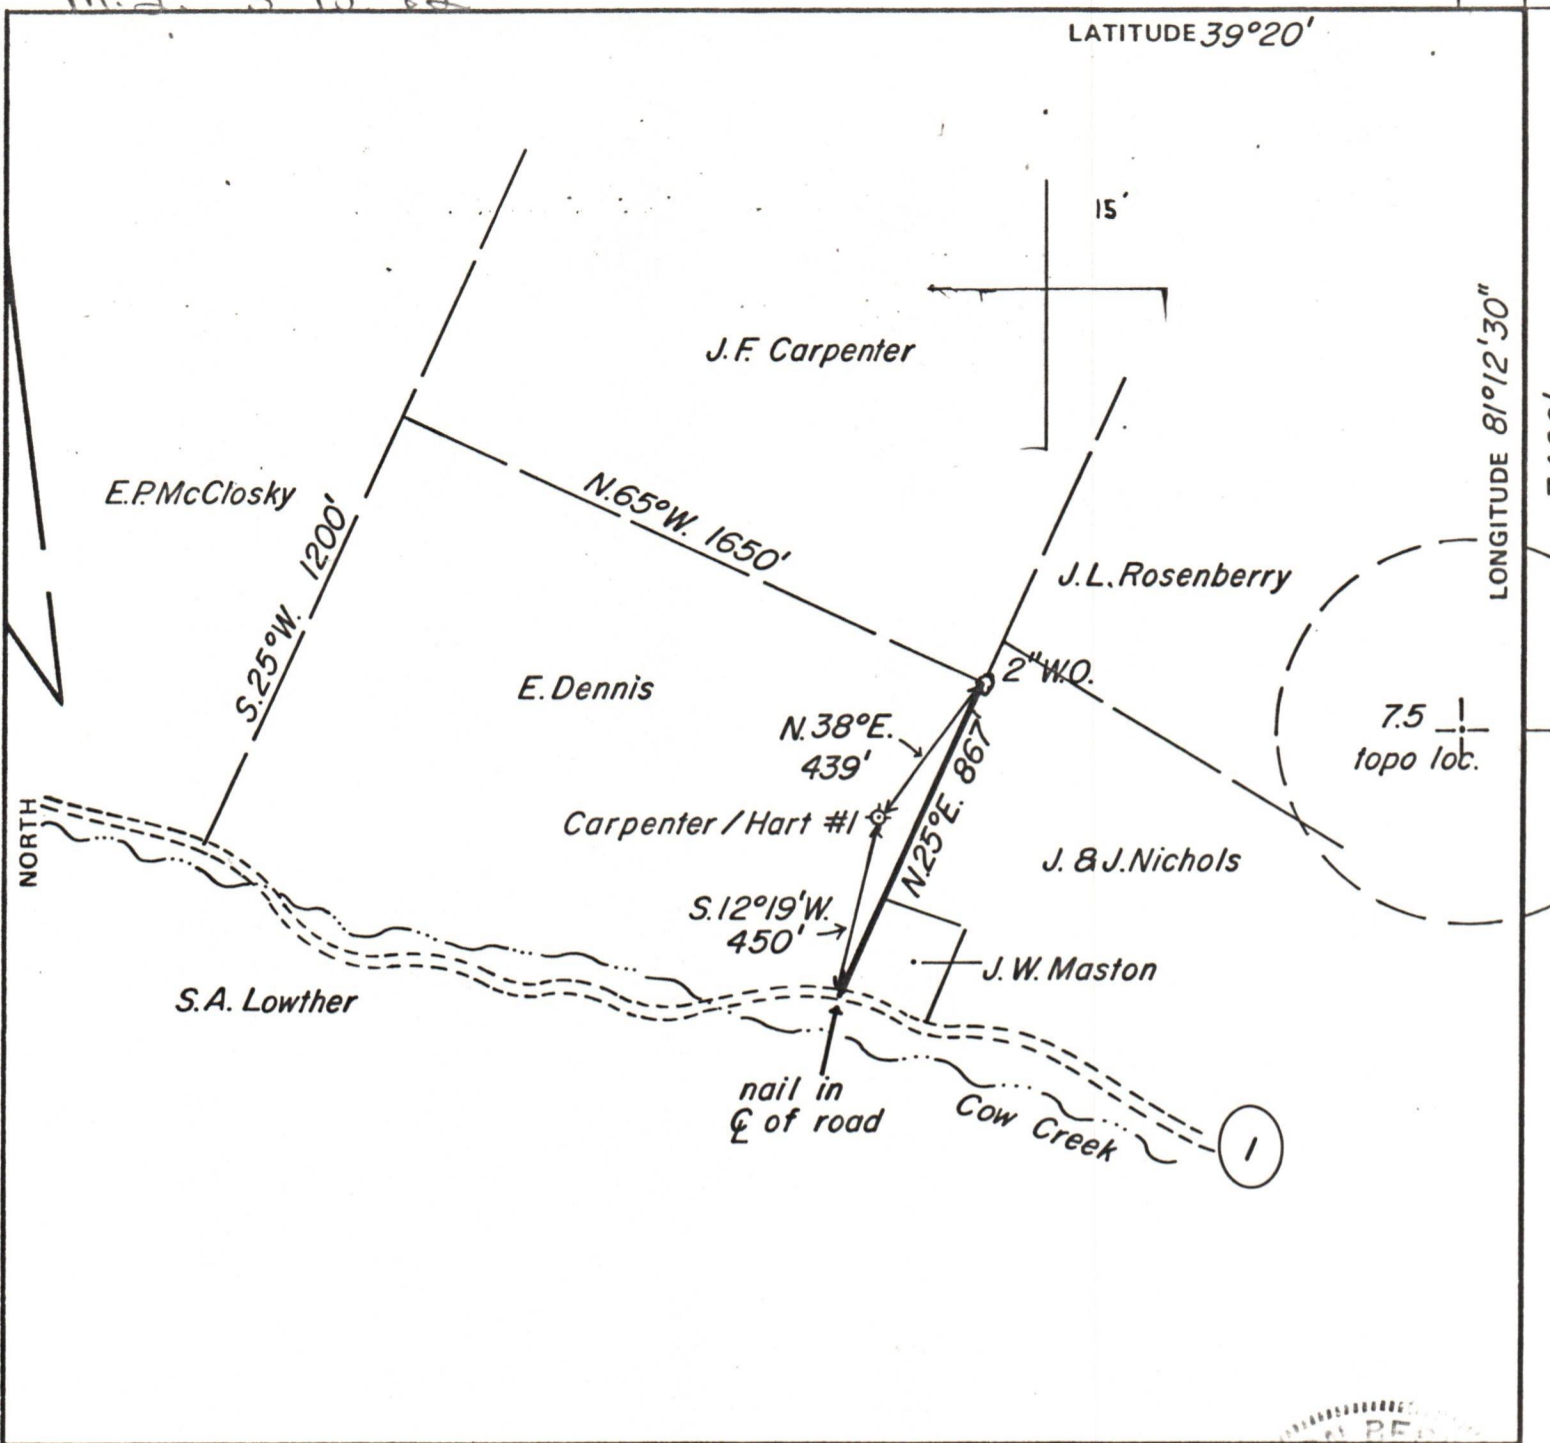 LATITUDE 39°20'
15'
LONGITUDE 81°12'30"
J.F. Carpenter
E.P. McClosky
S.25°W. 1200'
N.65°W. 1650'
J.L. Rosenberry
2" W.O.
E. Dennis
N.38°E.
439'
N.25°E. 867'
7.5
topo loc.
Carpenter/Hart #1
NORTH
J. & J. Nichols
S.12°19'W.
450'
J.W. Maston
S.A. Lowther
nail in
℄ of road
Cow Creek
1